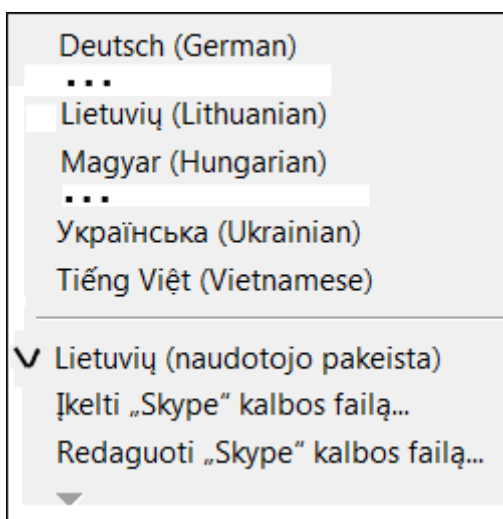 Deutsch (German)
...
Lietuvių (Lithuanian)
Magyar (Hungarian)
...
Українська (Ukrainian)
Tiếng Việt (Vietnamese)
V Lietuvių (naudotojo pakeista)
Įkelti „Skype“ kalbos failą...
Redaguoti „Skype“ kalbos failą...